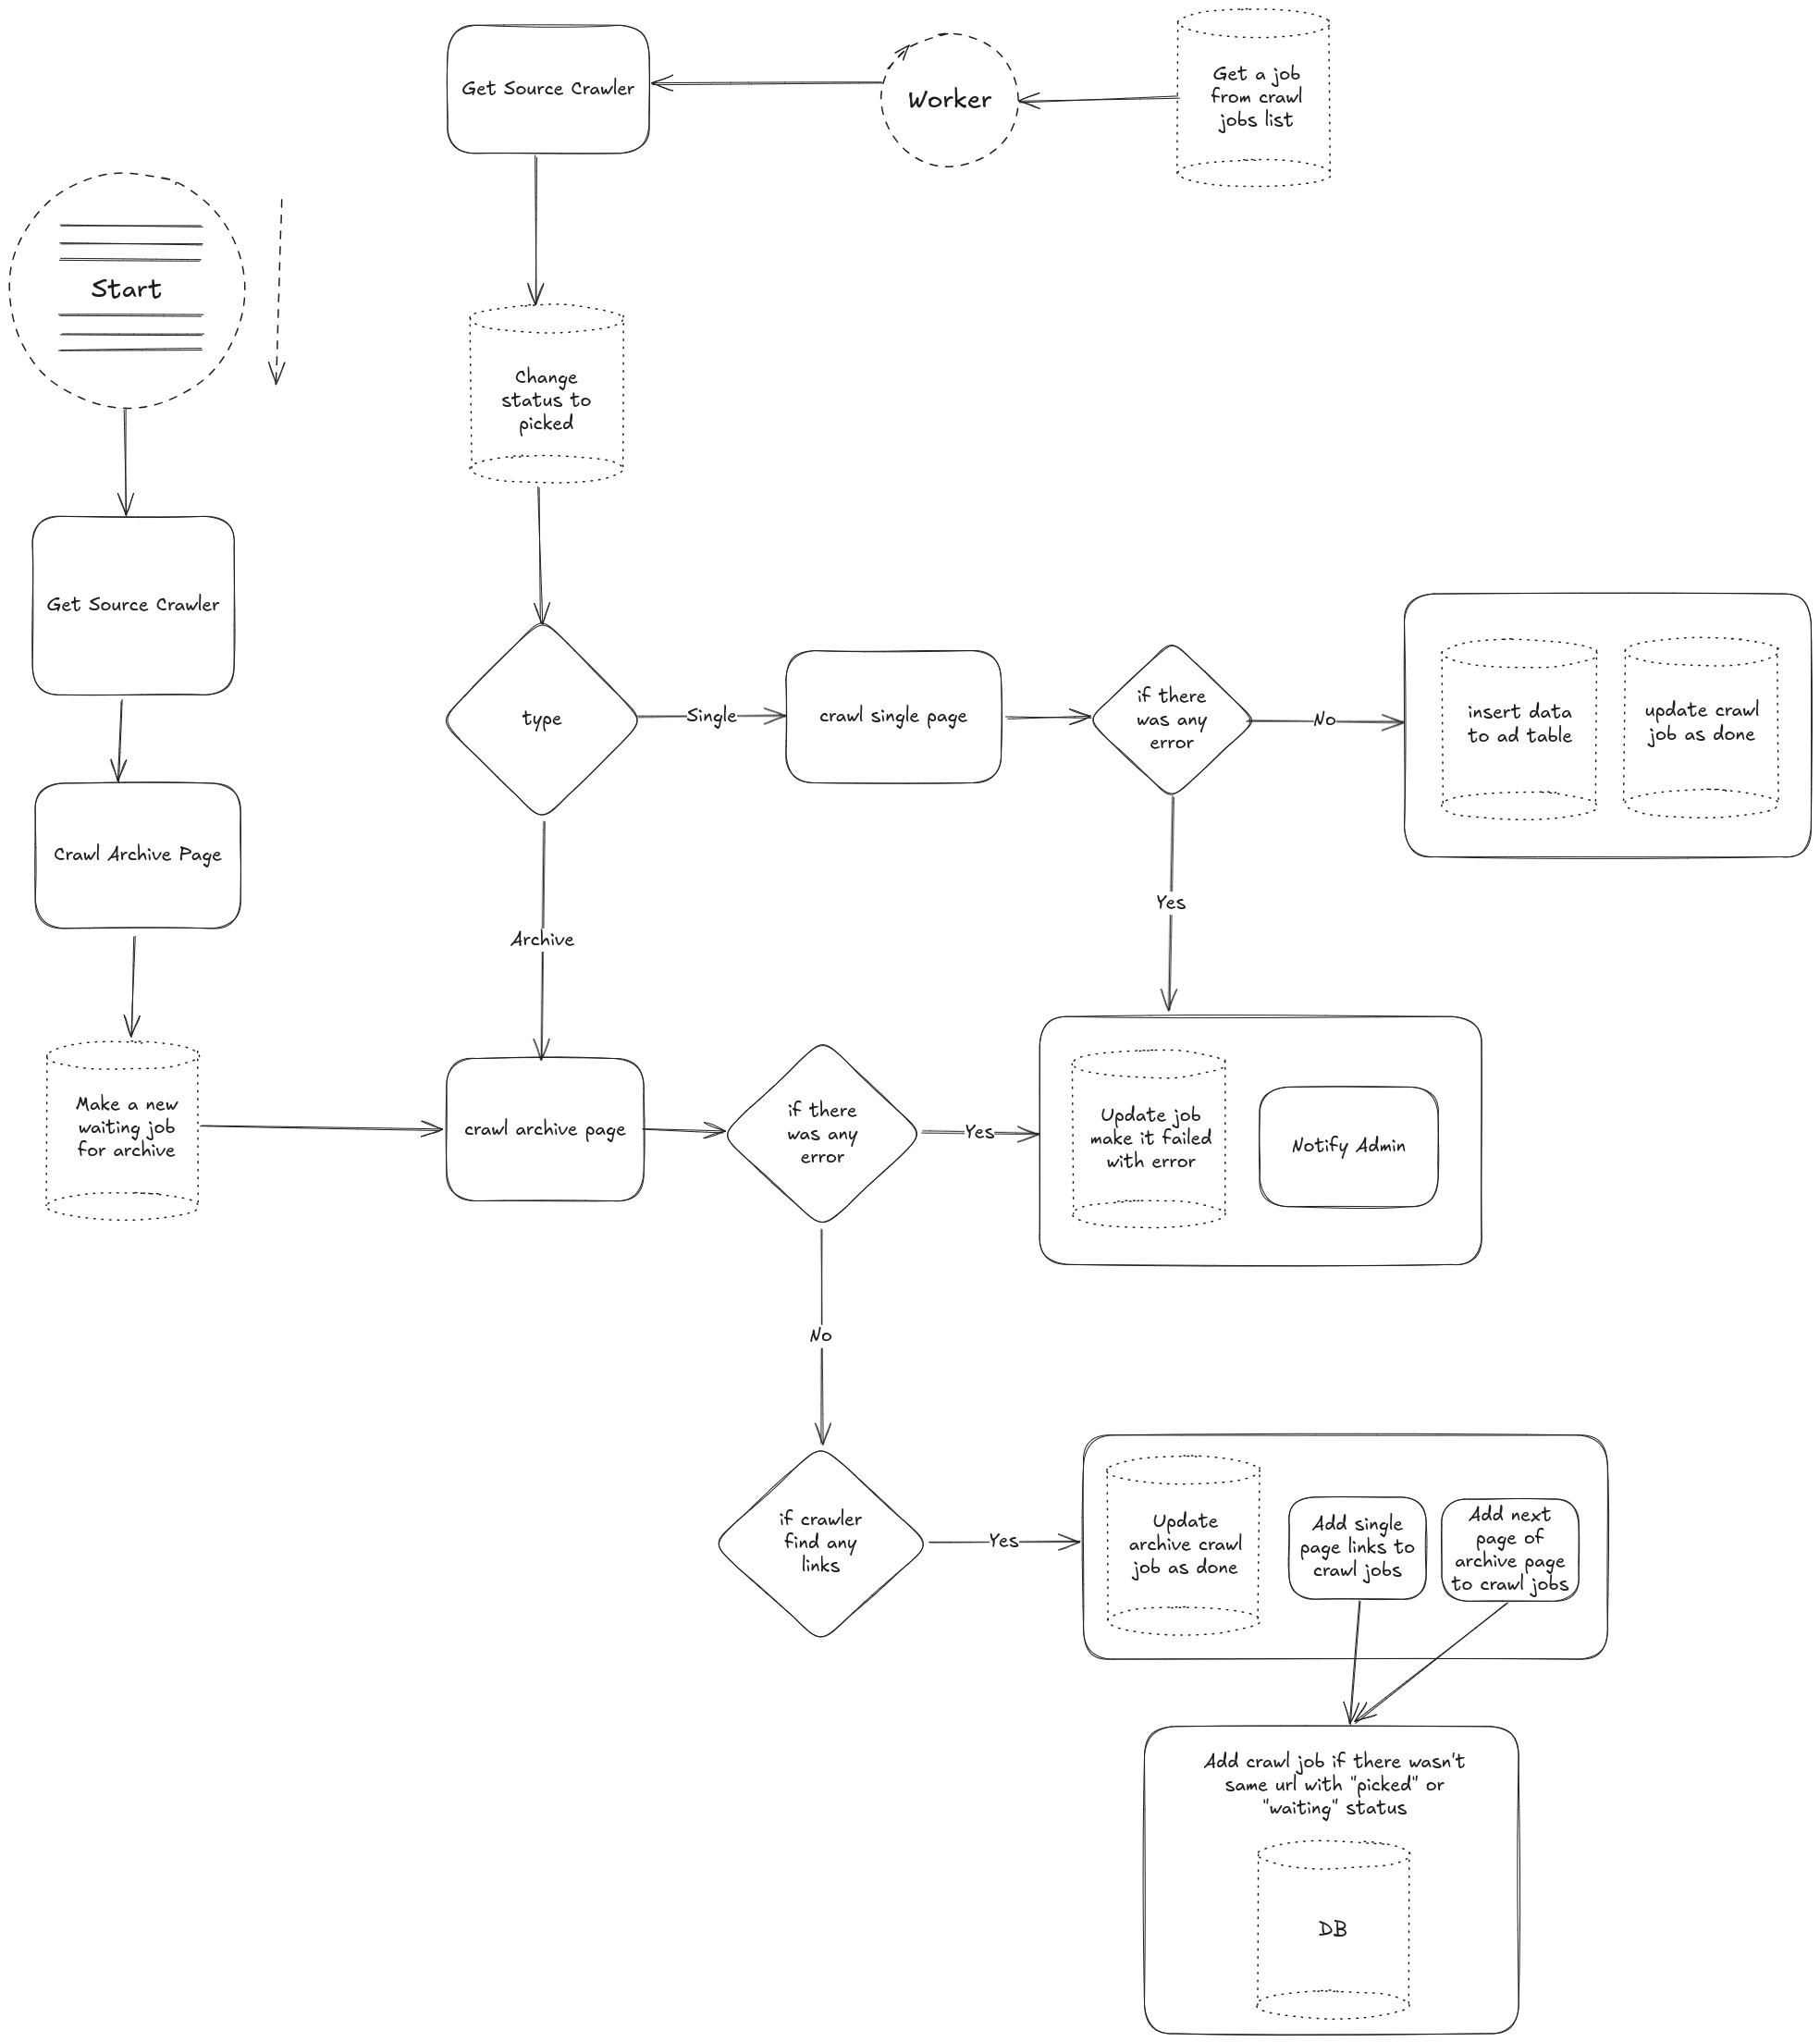 Get Source Crawler
Worker
Get a job
from crawl
jobs list
Start
Change
status to
picked
Get Source Crawler
type
Single
crawl single page
if there
was any
error
No
insert data
to ad table
update crawl
job as done
Crawl Archive Page
Yes
Archive
Make a new
waiting job
for archive
crawl archive page
if there
was any
error
Yes
Update job
make it failed
with error
Notify Admin
No
if crawler
find any
links
Yes
Update
archive crawl
job as done
Add single
page links to
crawl jobs
Add next
page of
archive page
to crawl jobs
Add crawl job if there wasn't
same url with "picked" or
"waiting" status
DB